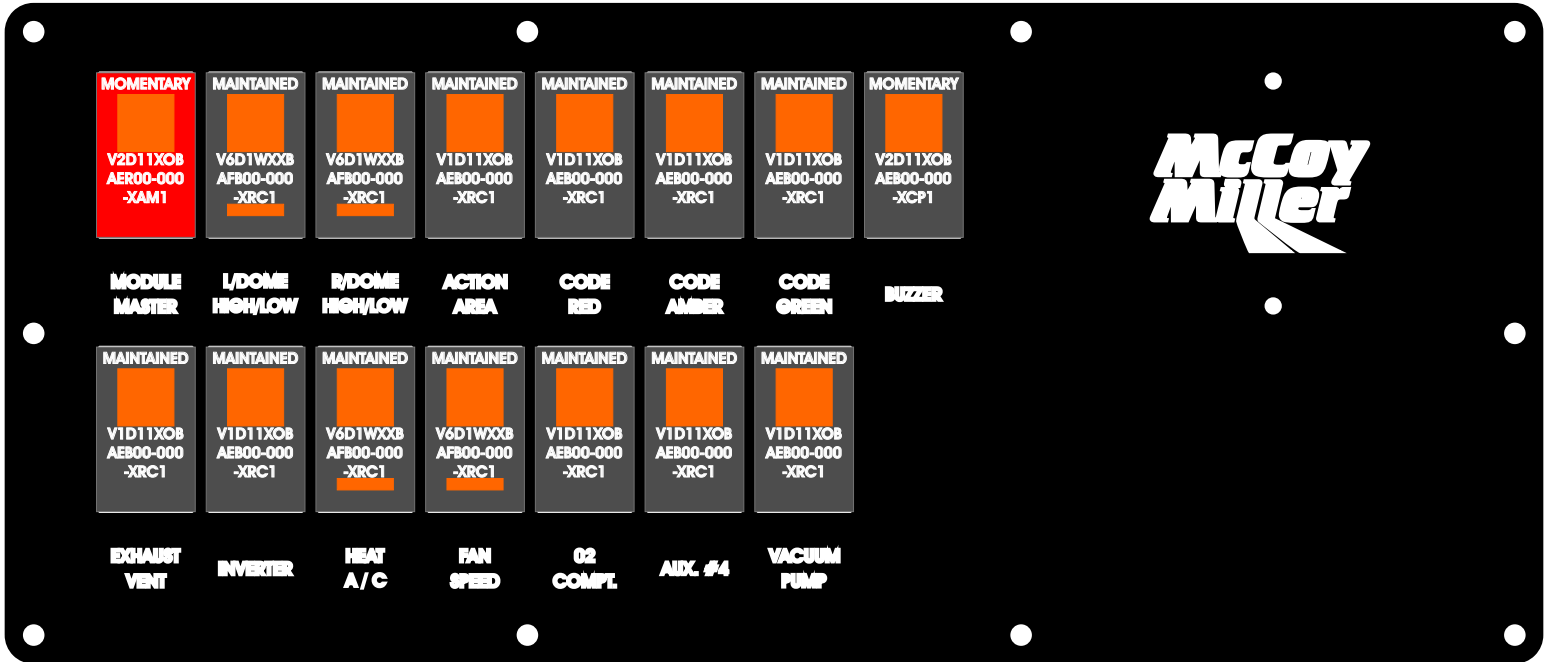 MOMENTARY MAINTAINED MAINTAINED MAINTAINED MAINTAINED MAINTAINED MAINTAINED MOMENTARY
V2D11XOB V6D1WXXB V6D1WXXB V1D11XOB V1D11XOB V1D11XOB V1D11XOB V2D11XOB
AER00-000 AFB00-000 AFB00-000 AEB00-000 AEB00-000 AEB00-000 AEB00-000 AEB00-000
-XAM1 -XRC1 -XRC1 -XRC1 -XRC1 -XRC1 -XRC1 -XCP1
McCoy
Miller
MODULE L/DOME R/DOME ACTION CODE CODE CODE BUZZER
MASTER HIGH/LOW HIGH/LOW AREA RED AMBER GREEN
MAINTAINED MAINTAINED MAINTAINED MAINTAINED MAINTAINED MAINTAINED MAINTAINED
V1D11XOB V1D11XOB V6D1WXXB V6D1WXXB V1D11XOB V1D11XOB V1D11XOB
AEB00-000 AEB00-000 AFB00-000 AFB00-000 AEB00-000 AEB00-000 AEB00-000
-XRC1 -XRC1 -XRC1 -XRC1 -XRC1 -XRC1 -XRC1
EXHAUST INVERTER HEAT FAN 02 AUX. #4 VACUUM
VENT A/C SPEED COMPT. PUMP